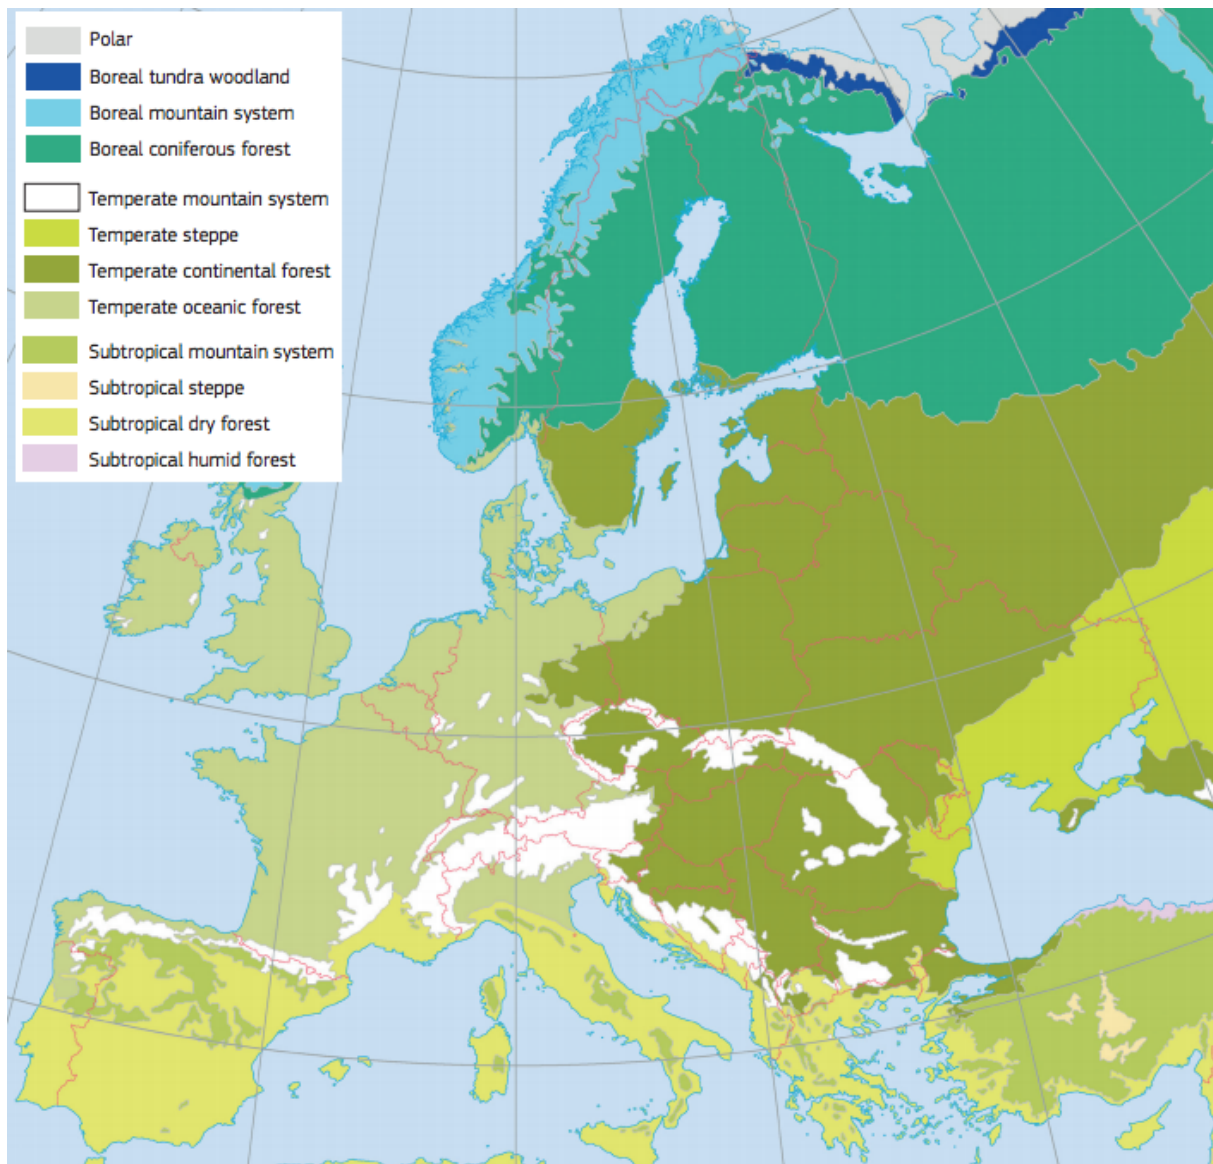 Polar
Boreal tundra woodland
Boreal mountain system
Boreal coniferous forest
Temperate mountain system
Temperate steppe
Temperate continental forest
Temperate oceanic forest
Subtropical mountain system
Subtropical steppe
Subtropical dry forest
Subtropical humid forest